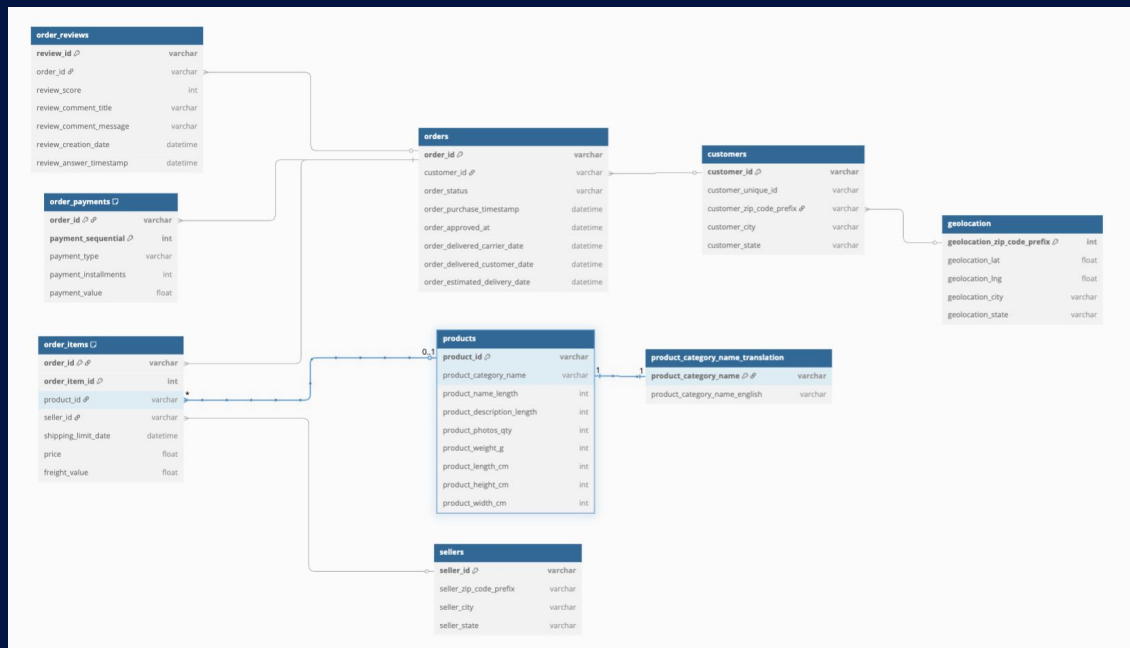 order_reviews
review_id varchar
order_id varchar
review_score int
review_comment_title varchar
review_comment_message varchar
review_creation_date datetime
review_answer_timestamp datetime
order_payments
order_id varchar
payment_sequential int
payment_type varchar
payment_installments int
payment_value float
order_items
order_id varchar
order_item_id int
product_id varchar *
seller_id varchar
shipping_limit_date datetime
price float
freight_value float
orders
order_id varchar
customer_id varchar
order_status varchar
order_purchase_timestamp datetime
order_approved_at datetime
order_delivered_carrier_date datetime
order_delivered_customer_date datetime
order_estimated_delivery_date datetime
products
0..1 product_id varchar
product_category_name varchar 1 1
product_name_length int
product_description_length int
product_photos_qty int
product_weight_g int
product_length_cm int
product_height_cm int
product_width_cm int
sellers
seller_id varchar
seller_zip_code_prefix varchar
seller_city varchar
seller_state varchar
customers
customer_id varchar
customer_unique_id varchar
customer_zip_code_prefix varchar
customer_city varchar
customer_state varchar
product_category_name_translation
product_category_name varchar
product_category_name_english varchar
geolocation
geolocation_zip_code_prefix int
geolocation_lat float
geolocation_lng float
geolocation_city varchar
geolocation_state varchar